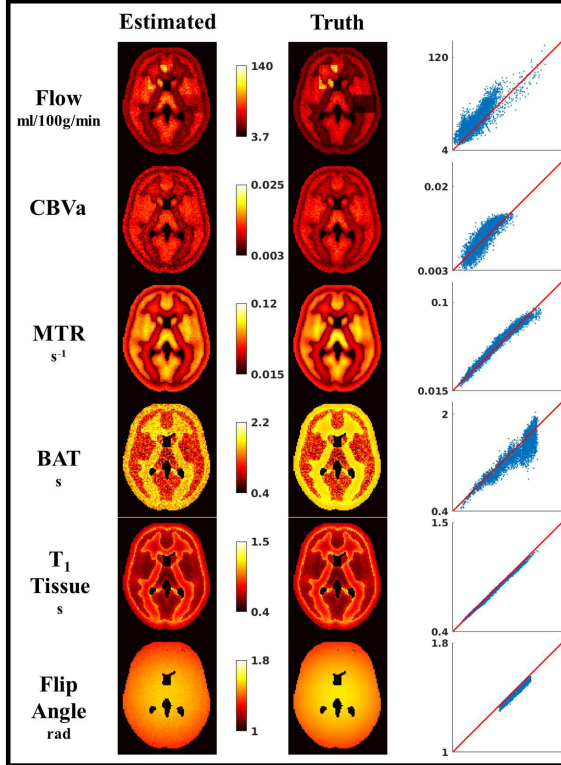 Estimated Truth
Flow
ml/100g/min
140
3.7
120
4
CBVa
0.025
0.003
0.02
0.003
MTR
s-1
0.12
0.015
0.1
0.015
BAT
s
2.2
0.4
2
0.4
T1
Tissue
s
1.5
0.4
1.5
0.4
Flip
Angle
rad
1.8
1
1.8
1